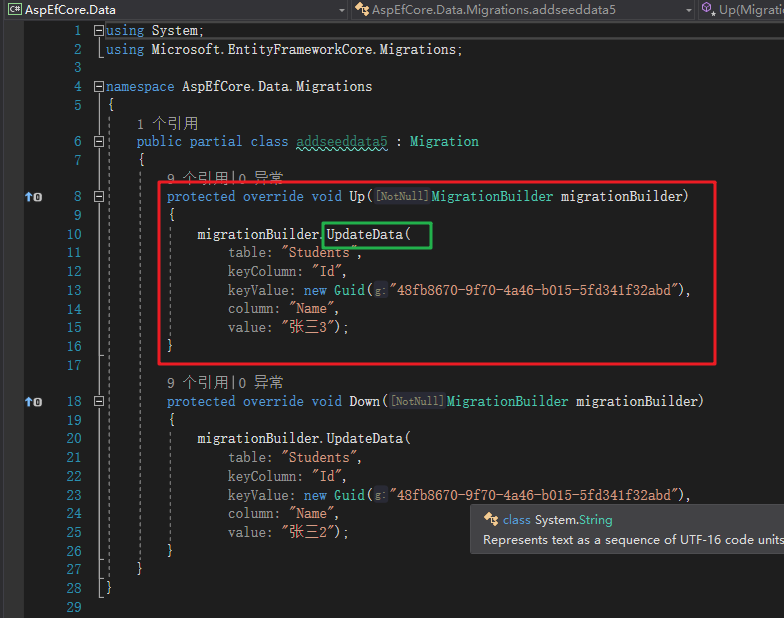 C# AspEfCore.Data AspEfCore.Data.Migrations.addseeddata5 Up(Migratio
1 using System;
2 using Microsoft.EntityFrameworkCore.Migrations;
3
4 namespace AspEfCore.Data.Migrations
5 {
1 个引用
6 public partial class addseeddata5 : Migration
7 {
9 个引用|0 异常
8 protected override void Up([NotNull]MigrationBuilder migrationBuilder)
9 {
10 migrationBuilder.UpdateData(
11 table: "Students",
12 keyColumn: "Id",
13 keyValue: new Guid(g:"48fb8670-9f70-4a46-b015-5fd341f32abd"),
14 column: "Name",
15 value: "张三3");
16 }
17
9 个引用|0 异常
18 protected override void Down([NotNull]MigrationBuilder migrationBuilder)
19 {
20 migrationBuilder.UpdateData(
21 table: "Students",
22 keyColumn: "Id",
23 keyValue: new Guid(g:"48fb8670-9f70-4a46-b015-5fd341f32abd"),
24 column: "Name",
25 value: "张三2");
class System.String
Represents text as a sequence of UTF-16 code units
26 }
27 }
28 }
29